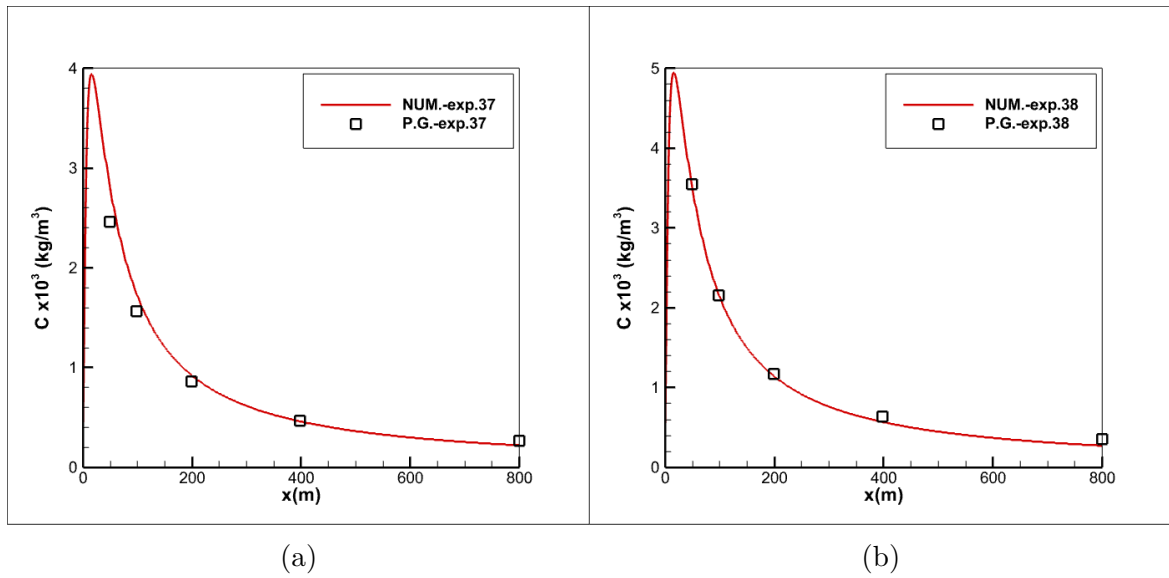 4
3
2
1
0
C x10³ (kg/m³)
0
200
400
600
800
x(m)
NUM.-exp.37
P.G.-exp.37
(a)
5
4
3
2
1
0
C x10³ (kg/m³)
0
200
400
600
800
x(m)
NUM.-exp.38
P.G.-exp.38
(b)